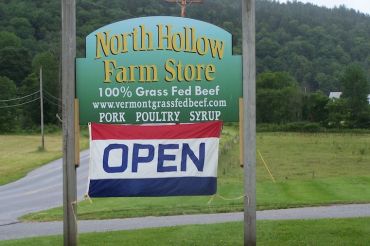 North Hollow
Farm Store
100% Grass Fed Beef
www.vermontgrassfedbeef.com
PORK POULTRY SYRUP
OPEN